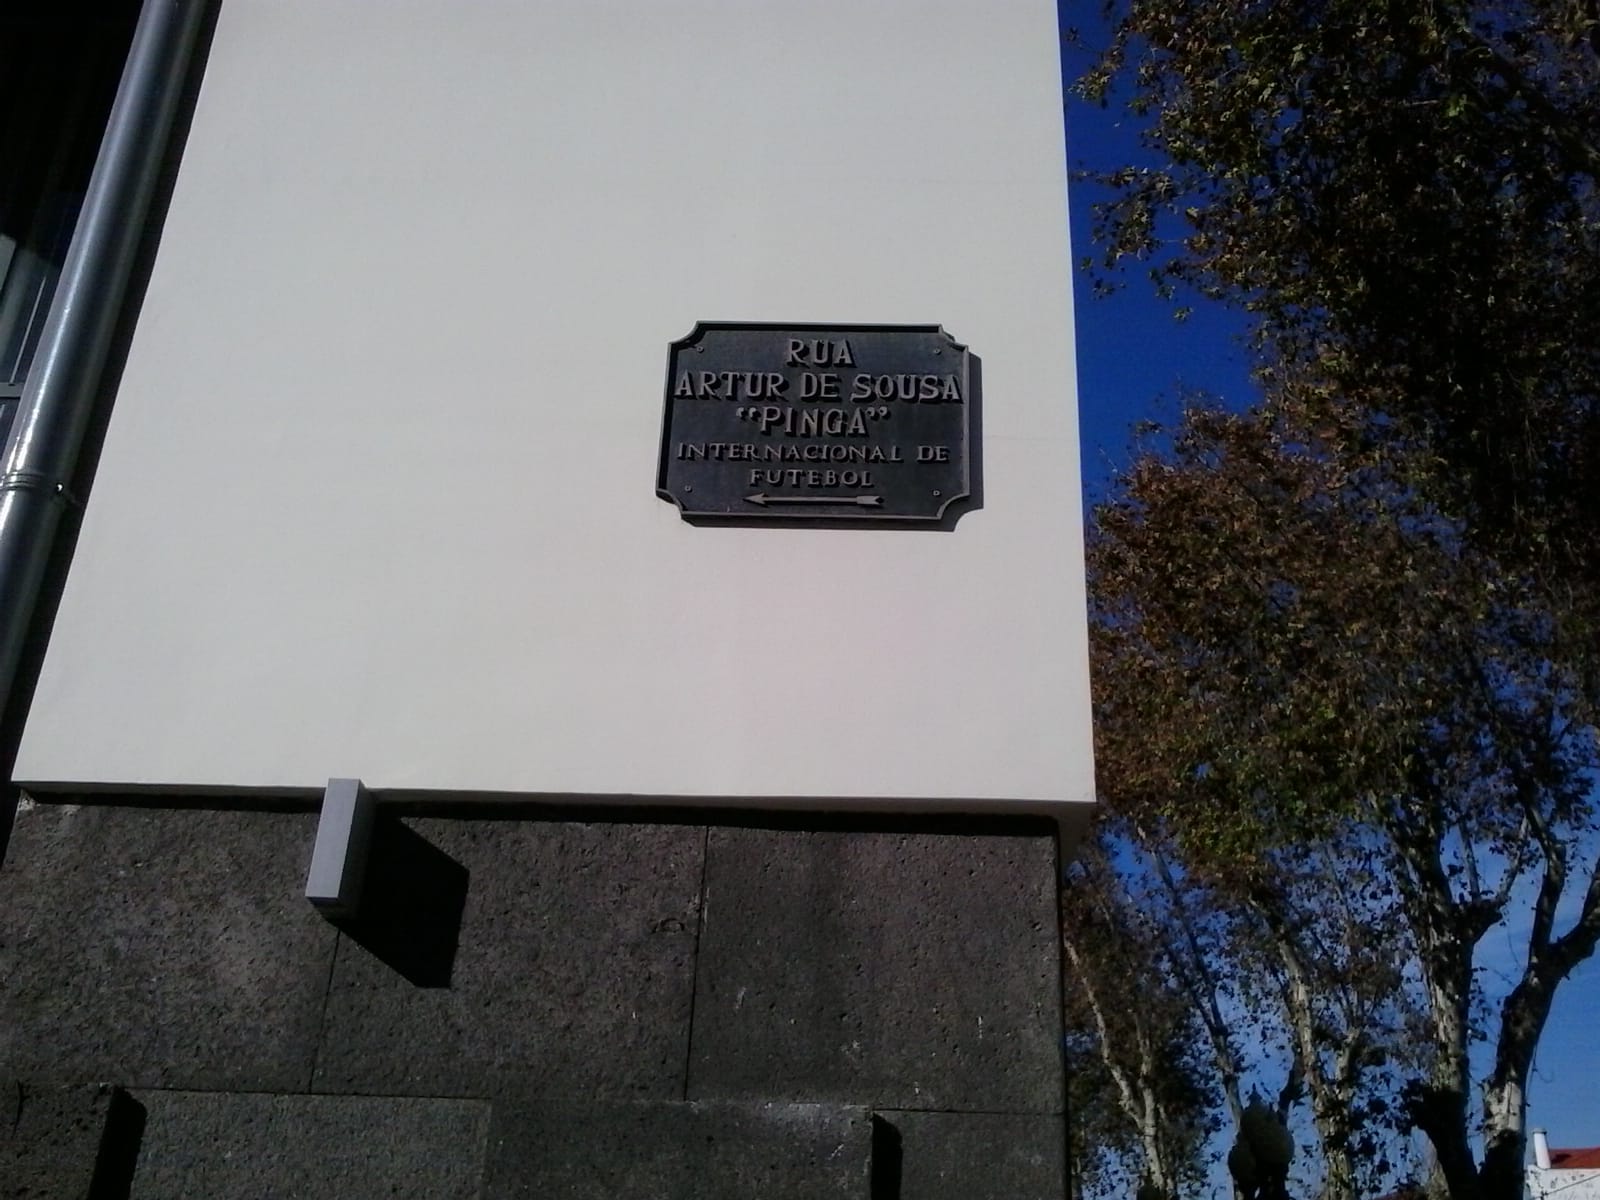 RUA
ARTUR DE SOUSA
“PINGA”
INTERNACIONAL DE
FUTEBOL